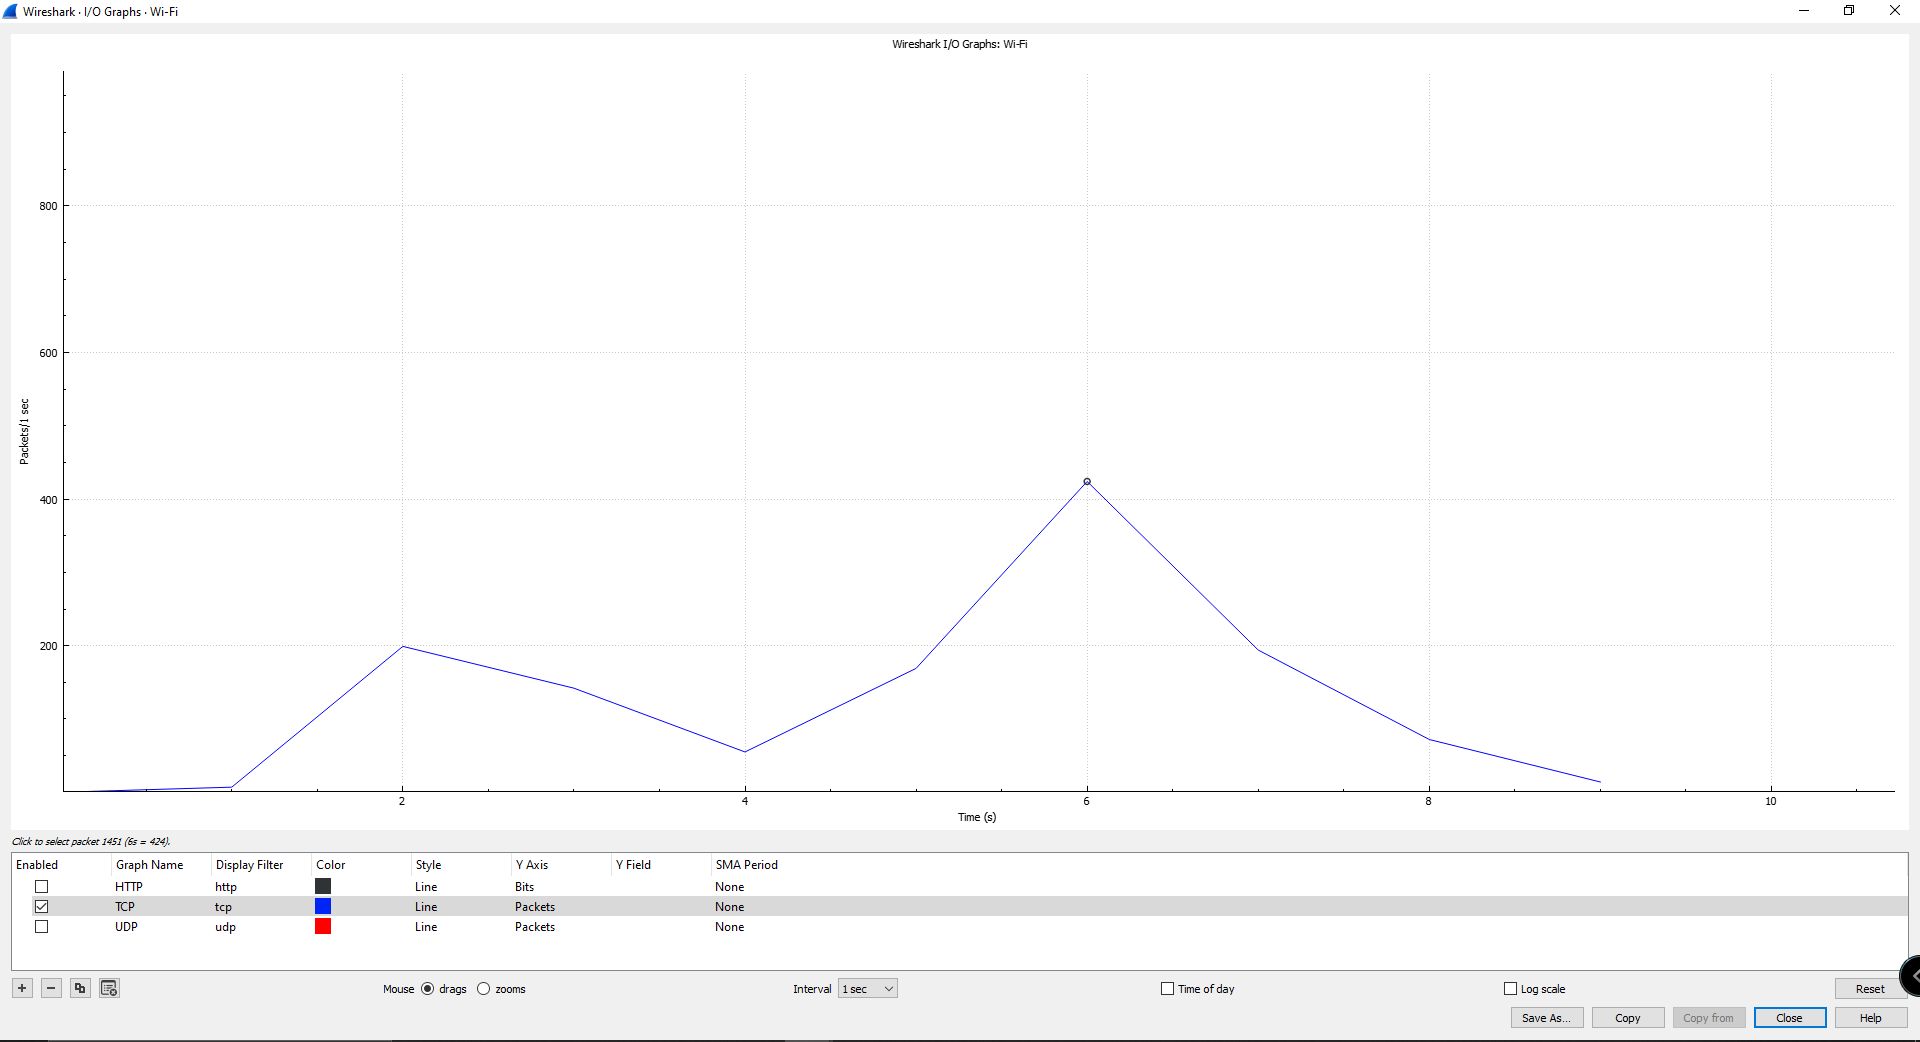 Wireshark · I/O Graphs · Wi-Fi
Wireshark I/O Graphs: Wi-Fi
800
600
400
200
Packets/1 sec
2 4 6 8 10
Time (s)
Click to select packet 1451 (6s = 424).
Enabled Graph Name Display Filter Color Style Y Axis Y Field SMA Period
HTTP http Line Bits None
TCP tcp Line Packets None
UDP udp Line Packets None
Mouse drags zooms Interval 1 sec Time of day Log scale Reset
Save As... Copy Copy from Close Help